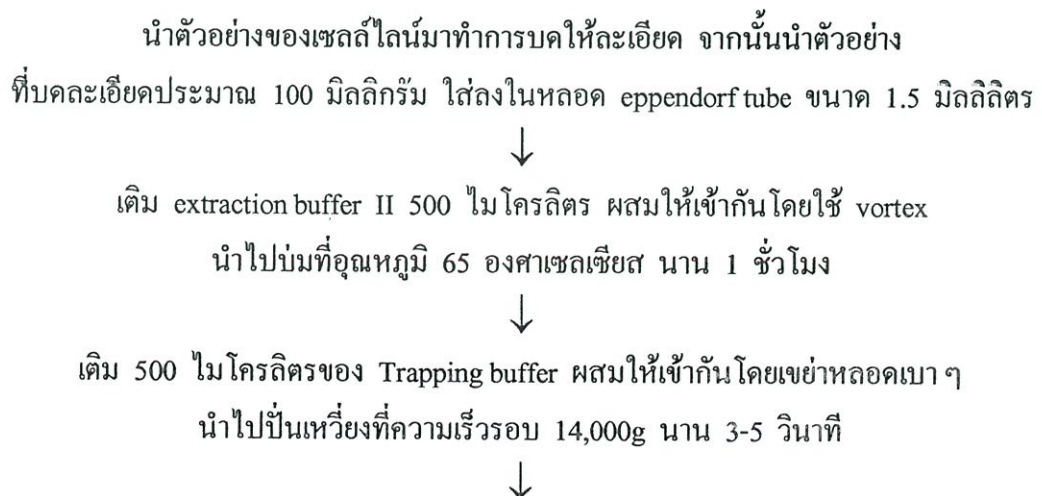 นำตัวอย่างของเซลล์ไลน์มาทำการบดให้ละเอียด จากนั้นนำตัวอย่าง
ที่บดละเอียดประมาณ 100 มิลลิกรัม ใส่ลงในหลอด eppendorf tube ขนาด 1.5 มิลลิลิตร
↓
เติม extraction buffer II 500 ไมโครลิตร ผสมให้เข้ากันโดยใช้ vortex
นำไปบ่มที่อุณหภูมิ 65 องศาเซลเซียส นาน 1 ชั่วโมง
↓
เติม 500 ไมโครลิตรของ Trapping buffer ผสมให้เข้ากันโดยเขย่าหลอดเบา ๆ
นำไปปั่นเหวี่ยงที่ความเร็วรอบ 14,000g นาน 3-5 วินาที
↓